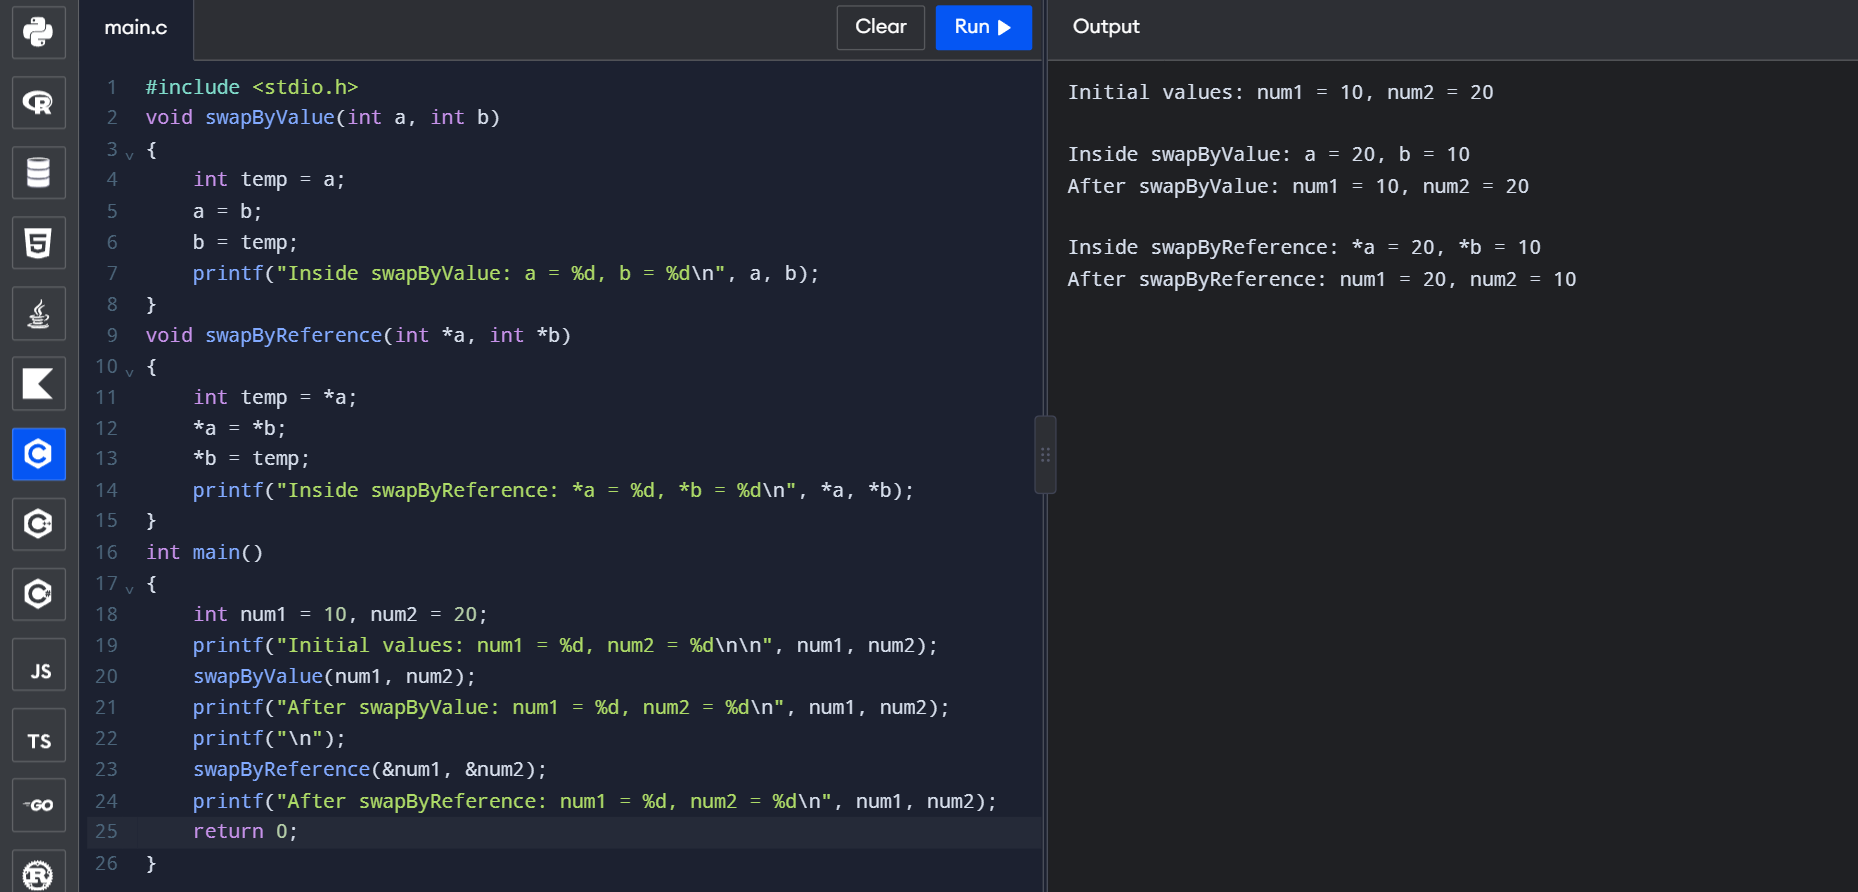 main.c
Clear
Run
Output
1 #include <stdio.h>
2 void swapByValue(int a, int b)
3 {
4     int temp = a;
5     a = b;
6     b = temp;
7     printf("Inside swapByValue: a = %d, b = %d\n", a, b);
8 }
9 void swapByReference(int *a, int *b)
10 {
11     int temp = *a;
12     *a = *b;
13     *b = temp;
14     printf("Inside swapByReference: *a = %d, *b = %d\n", *a, *b);
15 }
16 int main()
17 {
18     int num1 = 10, num2 = 20;
19     printf("Initial values: num1 = %d, num2 = %d\n\n", num1, num2);
20     swapByValue(num1, num2);
21     printf("After swapByValue: num1 = %d, num2 = %d\n", num1, num2);
22     printf("\n");
23     swapByReference(&num1, &num2);
24     printf("After swapByReference: num1 = %d, num2 = %d\n", num1, num2);
25     return 0;
26 }
Initial values: num1 = 10, num2 = 20
Inside swapByValue: a = 20, b = 10
After swapByValue: num1 = 10, num2 = 20
Inside swapByReference: *a = 20, *b = 10
After swapByReference: num1 = 20, num2 = 10
R
5
C
C++
C#
JS
TS
GO
R